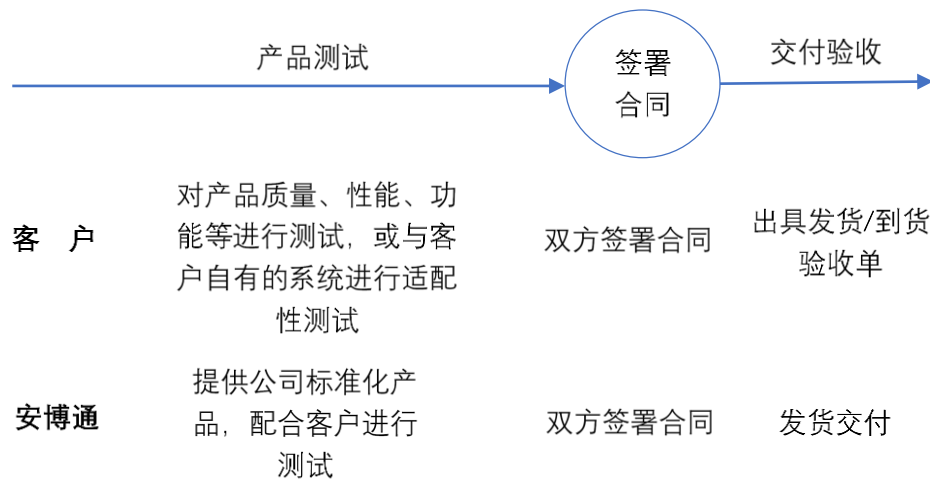 产品测试
签署
合同
交付验收
客 户
对产品质量、性能、功
能等进行测试，或与客
户自有的系统进行适配
性测试
双方签署合同
出具发货/到货
验收单
安博通
提供公司标准化产
品，配合客户进行
测试
双方签署合同
发货交付